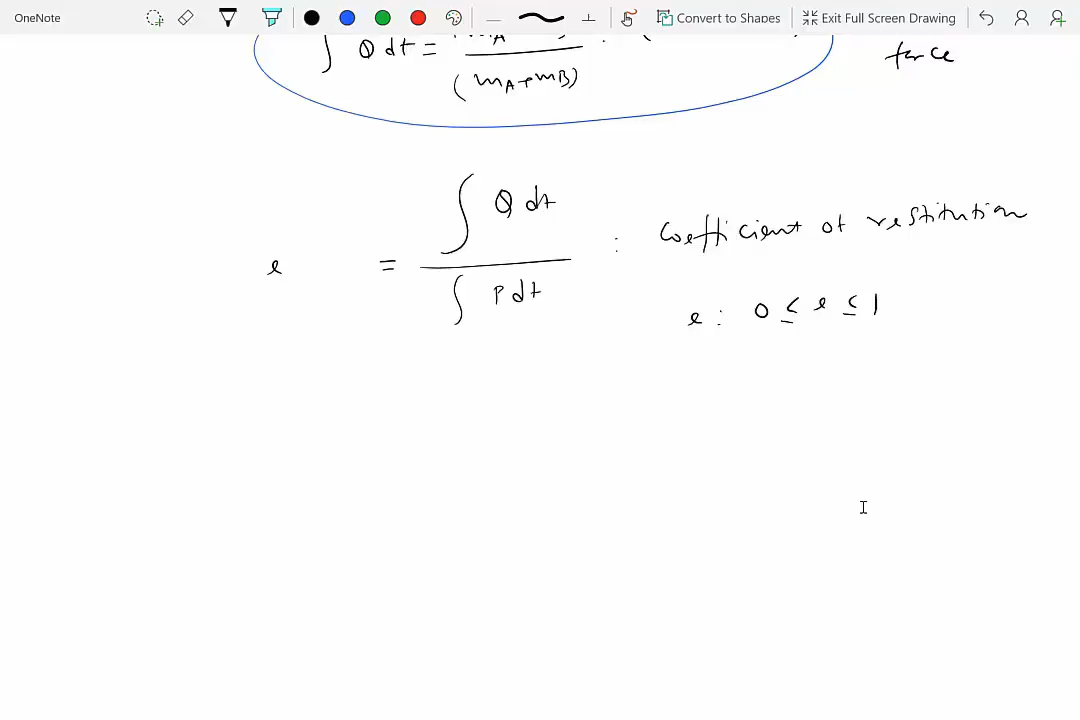 OneNote
Convert to Shapes
Exit Full Screen Drawing
∫ Q dt =
(mA+mB)
force
e = ∫ Q dt / ∫ P dt : Coefficient of restitution
e : 0 ≤ e ≤ 1